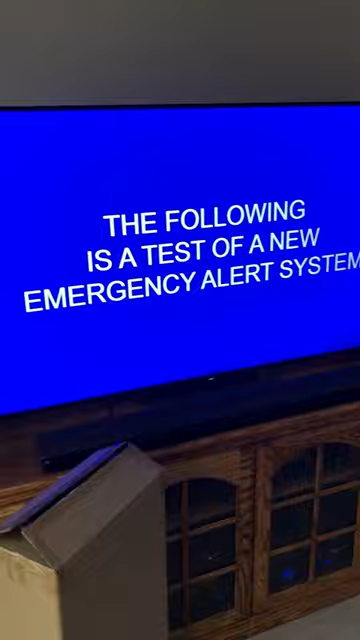 THE FOLLOWING
IS A TEST OF A NEW
EMERGENCY ALERT SYSTEM